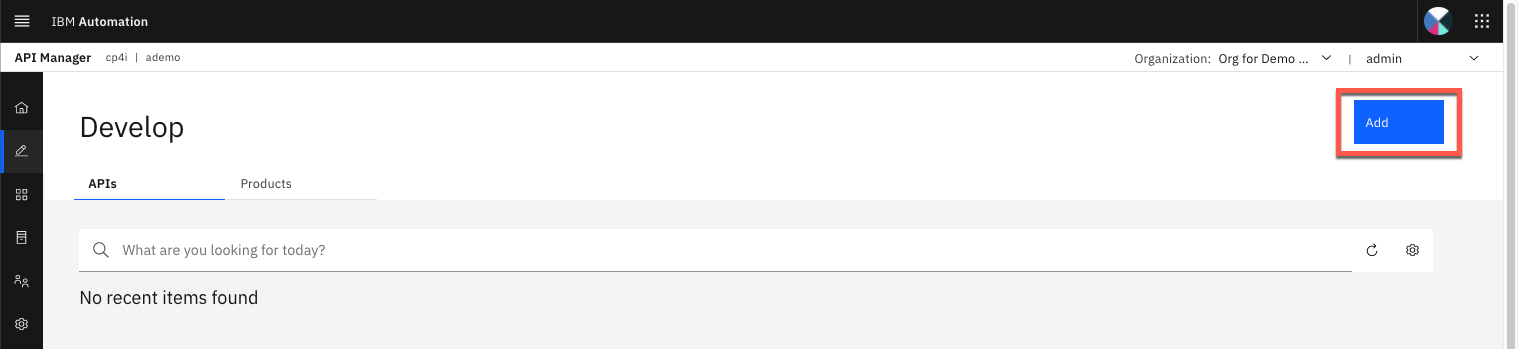 IBM Automation
API Manager cp4i | ademo
Organization: Org for Demo ... | admin
Develop
Add
APIs Products
What are you looking for today?
No recent items found